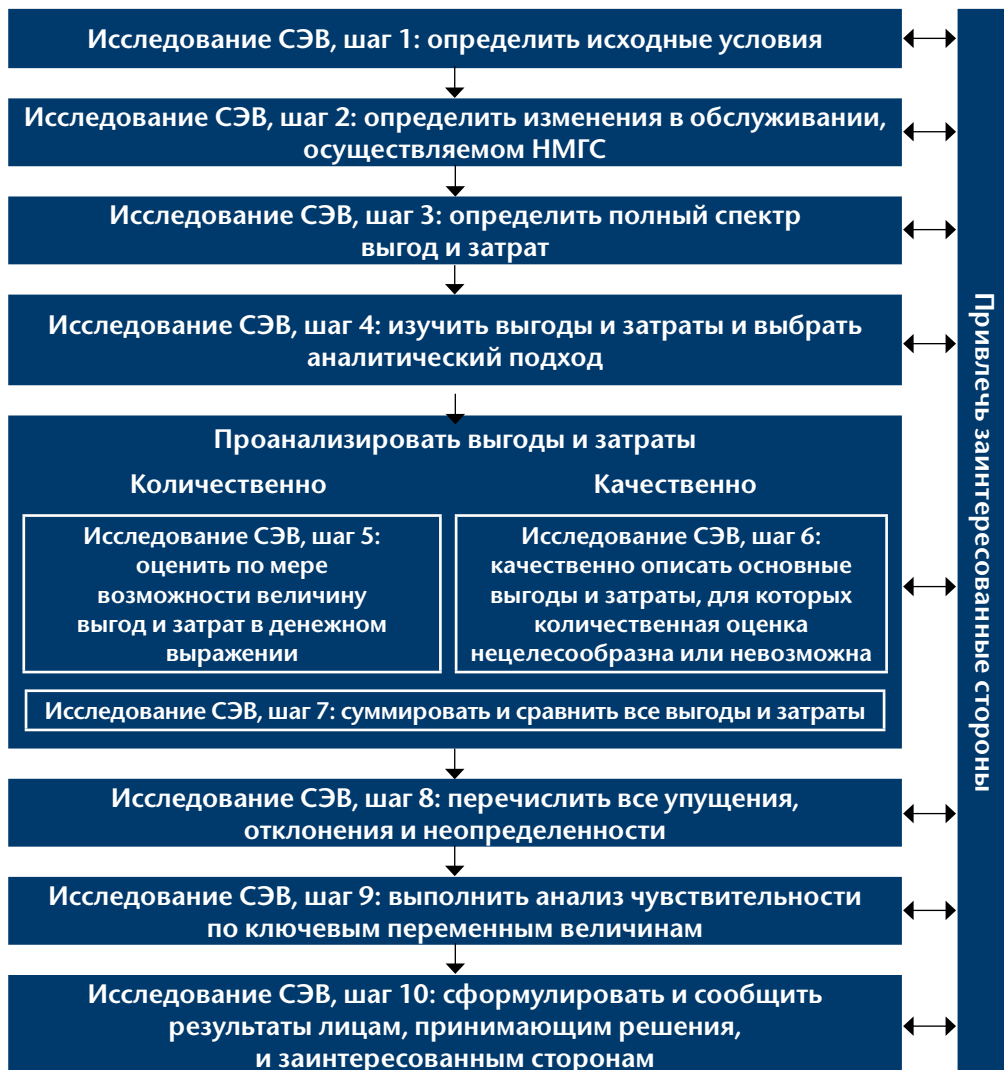 Исследование СЭВ, шаг 1: определить исходные условия
Исследование СЭВ, шаг 2: определить изменения в обслуживании,
осуществляемом НМГС
Исследование СЭВ, шаг 3: определить полный спектр
выгод и затрат
Исследование СЭВ, шаг 4: изучить выгоды и затраты и выбрать
аналитический подход
Проанализировать выгоды и затраты
Количественно
Исследование СЭВ, шаг 5:
оценить по мере
возможности величину
выгод и затрат в денежном
выражении
Качественно
Исследование СЭВ, шаг 6:
качественно описать основные
выгоды и затраты, для которых
количественная оценка
нецелесообразна или невозможна
Исследование СЭВ, шаг 7: суммировать и сравнить все выгоды и затраты
Исследование СЭВ, шаг 8: перечислить все упущения,
отклонения и неопределенности
Исследование СЭВ, шаг 9: выполнить анализ чувствительности
по ключевым переменным величинам
Исследование СЭВ, шаг 10: сформулировать и сообщить
результаты лицам, принимающим решения,
и заинтересованным сторонам
Привлечь заинтересованные стороны